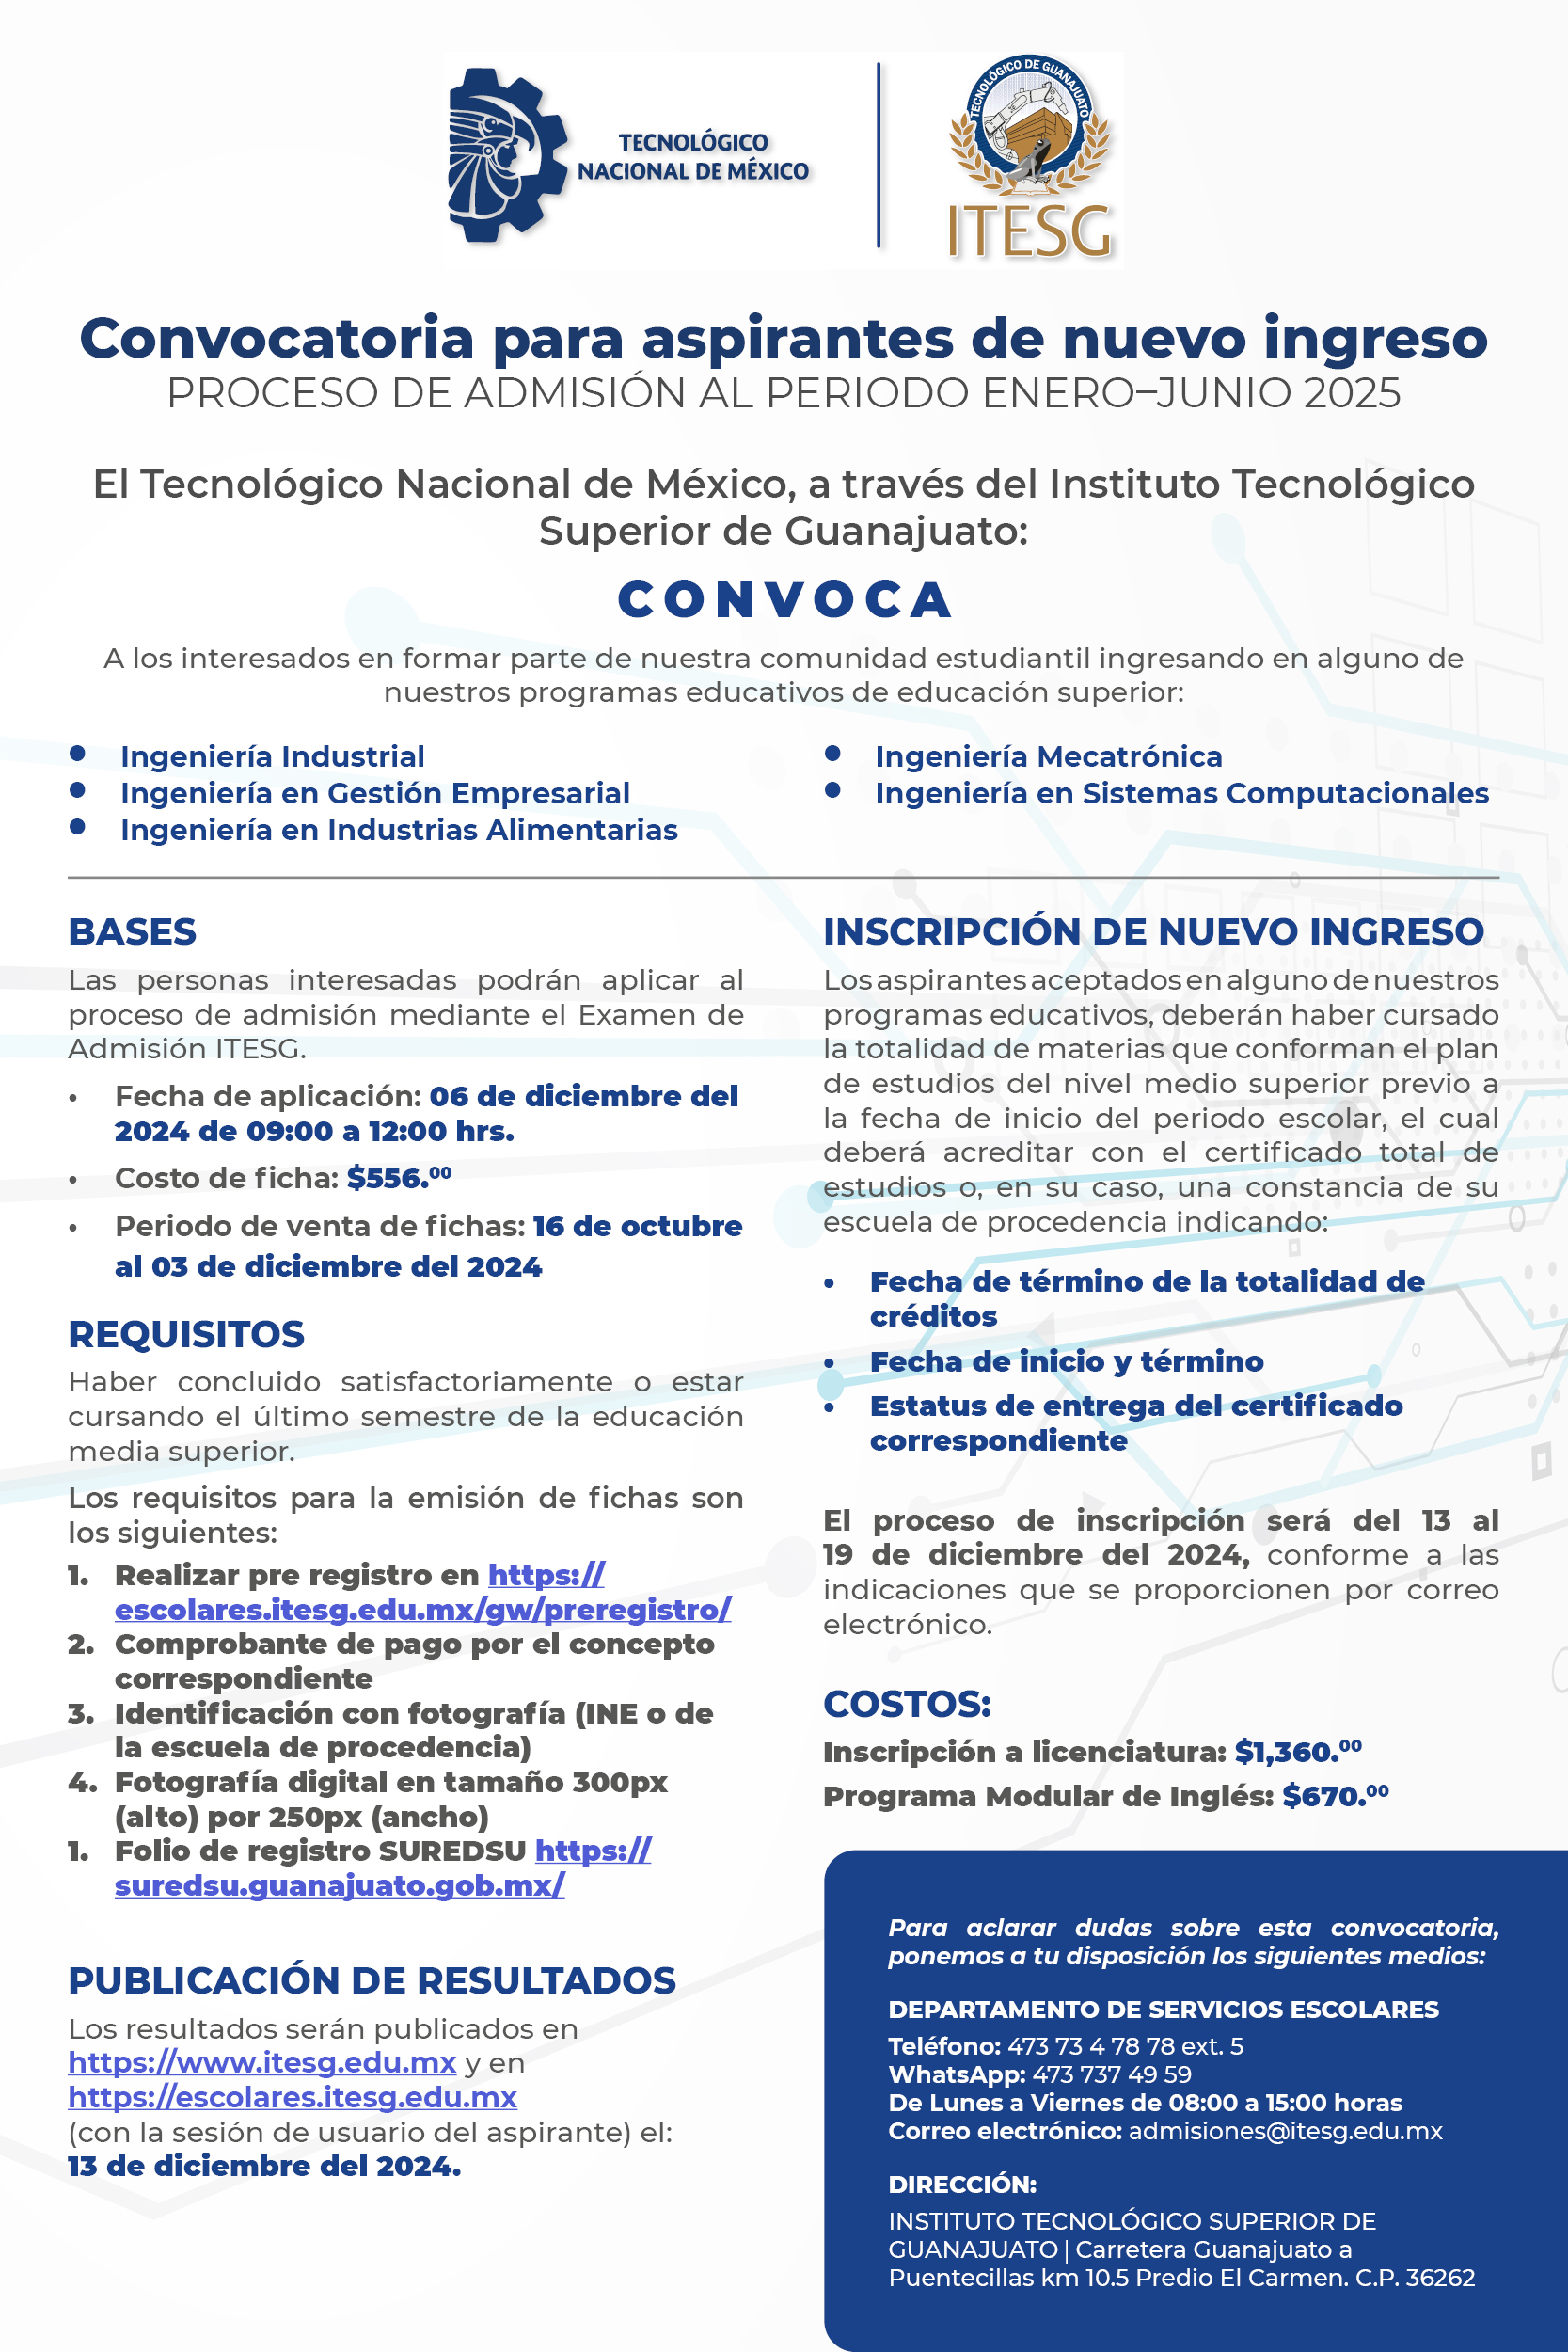 TECNOLÓGICO
NACIONAL DE MÉXICO
TECNOLÓGICO DE GUANAJUATO
ITESG
Convocatoria para aspirantes de nuevo ingreso
PROCESO DE ADMISIÓN AL PERIODO ENERO–JUNIO 2025
El Tecnológico Nacional de México, a través del Instituto Tecnológico
Superior de Guanajuato:
CONVOCA
A los interesados en formar parte de nuestra comunidad estudiantil ingresando en alguno de
nuestros programas educativos de educación superior:
• Ingeniería Industrial
• Ingeniería en Gestión Empresarial
• Ingeniería en Industrias Alimentarias
• Ingeniería Mecatrónica
• Ingeniería en Sistemas Computacionales
BASES
Las personas interesadas podrán aplicar al
proceso de admisión mediante el Examen de
Admisión ITESG.
• Fecha de aplicación: 06 de diciembre del
2024 de 09:00 a 12:00 hrs.
• Costo de ficha: $556.00
• Periodo de venta de fichas: 16 de octubre
al 03 de diciembre del 2024
REQUISITOS
Haber concluido satisfactoriamente o estar
cursando el último semestre de la educación
media superior.
Los requisitos para la emisión de fichas son
los siguientes:
1. Realizar pre registro en https://
escolares.itesg.edu.mx/gw/preregistro/
2. Comprobante de pago por el concepto
correspondiente
3. Identificación con fotografía (INE o de
la escuela de procedencia)
4. Fotografía digital en tamaño 300px
(alto) por 250px (ancho)
1. Folio de registro SUREDSU https://
suredsu.guanajuato.gob.mx/
PUBLICACIÓN DE RESULTADOS
Los resultados serán publicados en
https://www.itesg.edu.mx y en
https://escolares.itesg.edu.mx
(con la sesión de usuario del aspirante) el:
13 de diciembre del 2024.
INSCRIPCIÓN DE NUEVO INGRESO
Los aspirantes aceptados en alguno de nuestros
programas educativos, deberán haber cursado
la totalidad de materias que conforman el plan
de estudios del nivel medio superior previo a
la fecha de inicio del periodo escolar, el cual
deberá acreditar con el certificado total de
estudios o, en su caso, una constancia de su
escuela de procedencia indicando:
• Fecha de término de la totalidad de
créditos
• Fecha de inicio y término
• Estatus de entrega del certificado
correspondiente
El proceso de inscripción será del 13 al
19 de diciembre del 2024, conforme a las
indicaciones que se proporcionen por correo
electrónico.
COSTOS:
Inscripción a licenciatura: $1,360.00
Programa Modular de Inglés: $670.00
Para aclarar dudas sobre esta convocatoria,
ponemos a tu disposición los siguientes medios:
DEPARTAMENTO DE SERVICIOS ESCOLARES
Teléfono: 473 73 4 78 78 ext. 5
WhatsApp: 473 737 49 59
De Lunes a Viernes de 08:00 a 15:00 horas
Correo electrónico: admisiones@itesg.edu.mx
DIRECCIÓN:
INSTITUTO TECNOLÓGICO SUPERIOR DE
GUANAJUATO | Carretera Guanajuato a
Puentecillas km 10.5 Predio El Carmen. C.P. 36262